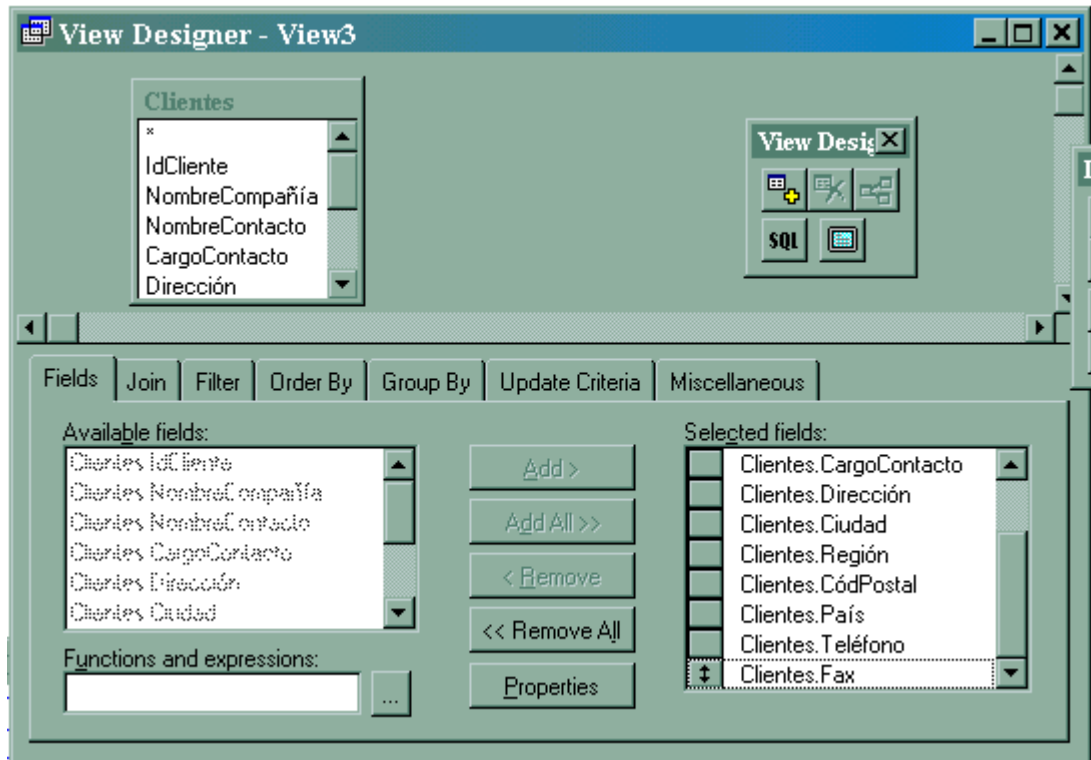 View Designer - View3
Clientes
*
IdCliente
NombreCompañía
NombreContacto
CargoContacto
Dirección
View Desig
SQL
Fields
Join
Filter
Order By
Group By
Update Criteria
Miscellaneous
Available fields:
Clientes.IdCliente
Clientes.NombreCompañía
Clientes.NombreContacto
Clientes.CargoContacto
Clientes.Dirección
Clientes.Ciudad
Functions and expressions:
...
Add >
Add All >>
< Remove
<< Remove All
Properties
Selected fields:
Clientes.CargoContacto
Clientes.Dirección
Clientes.Ciudad
Clientes.Región
Clientes.CódPostal
Clientes.País
Clientes.Teléfono
Clientes.Fax